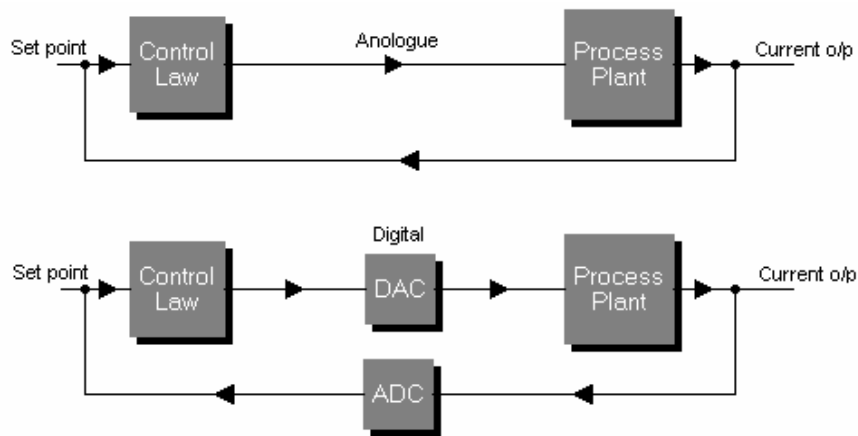 Set point
Control
Law
Anologue
Process
Plant
Current o/p
Digital
Set point
Control
Law
DAC
Process
Plant
Current o/p
ADC